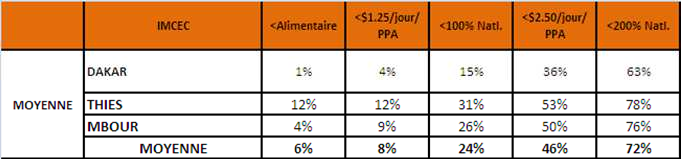 IMCEC <Alimentaire <$1.25/jour/ PPA <100% Natl. <$2.50/jour/ PPA <200% Natl.
MOYENNE
DAKAR 1% 4% 15% 36% 63%
THIES 12% 12% 31% 53% 78%
MBOUR 4% 9% 26% 50% 76%
MOYENNE 6% 8% 24% 46% 72%